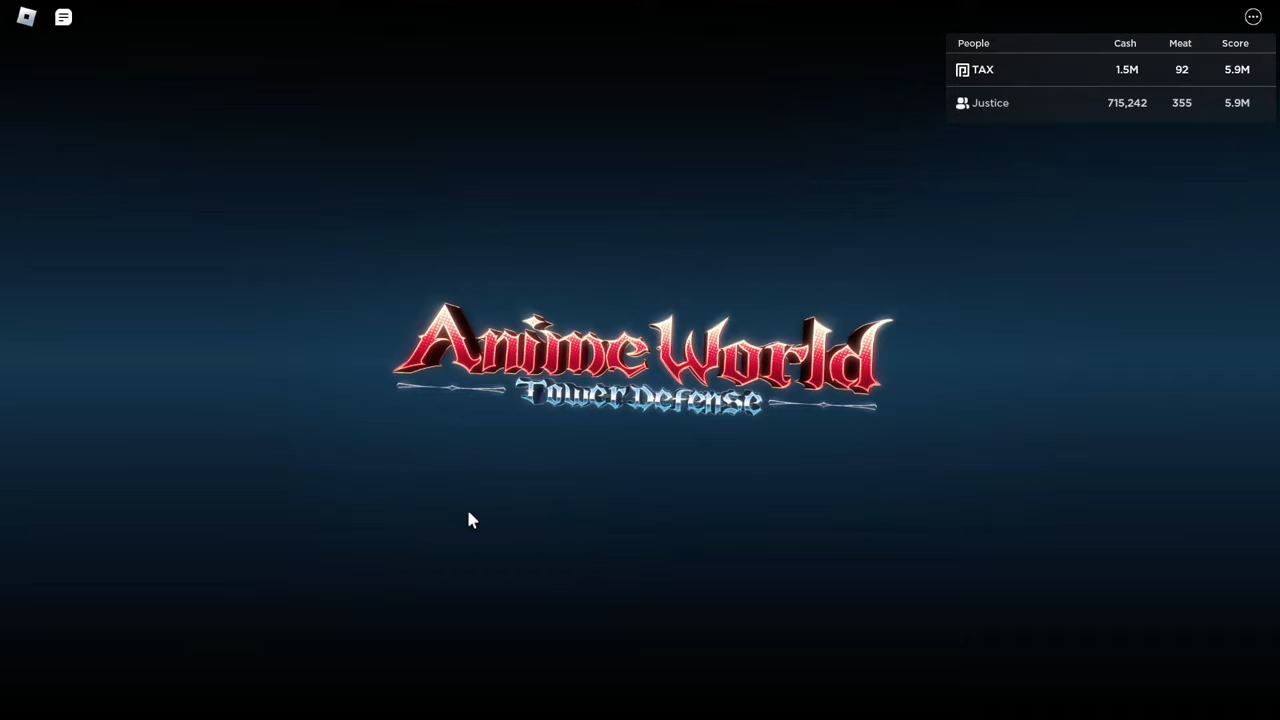 People Cash Meat Score
TAX 1.5M 92 5.9M
Justice 715,242 355 5.9M
Anime World
Tower Defense